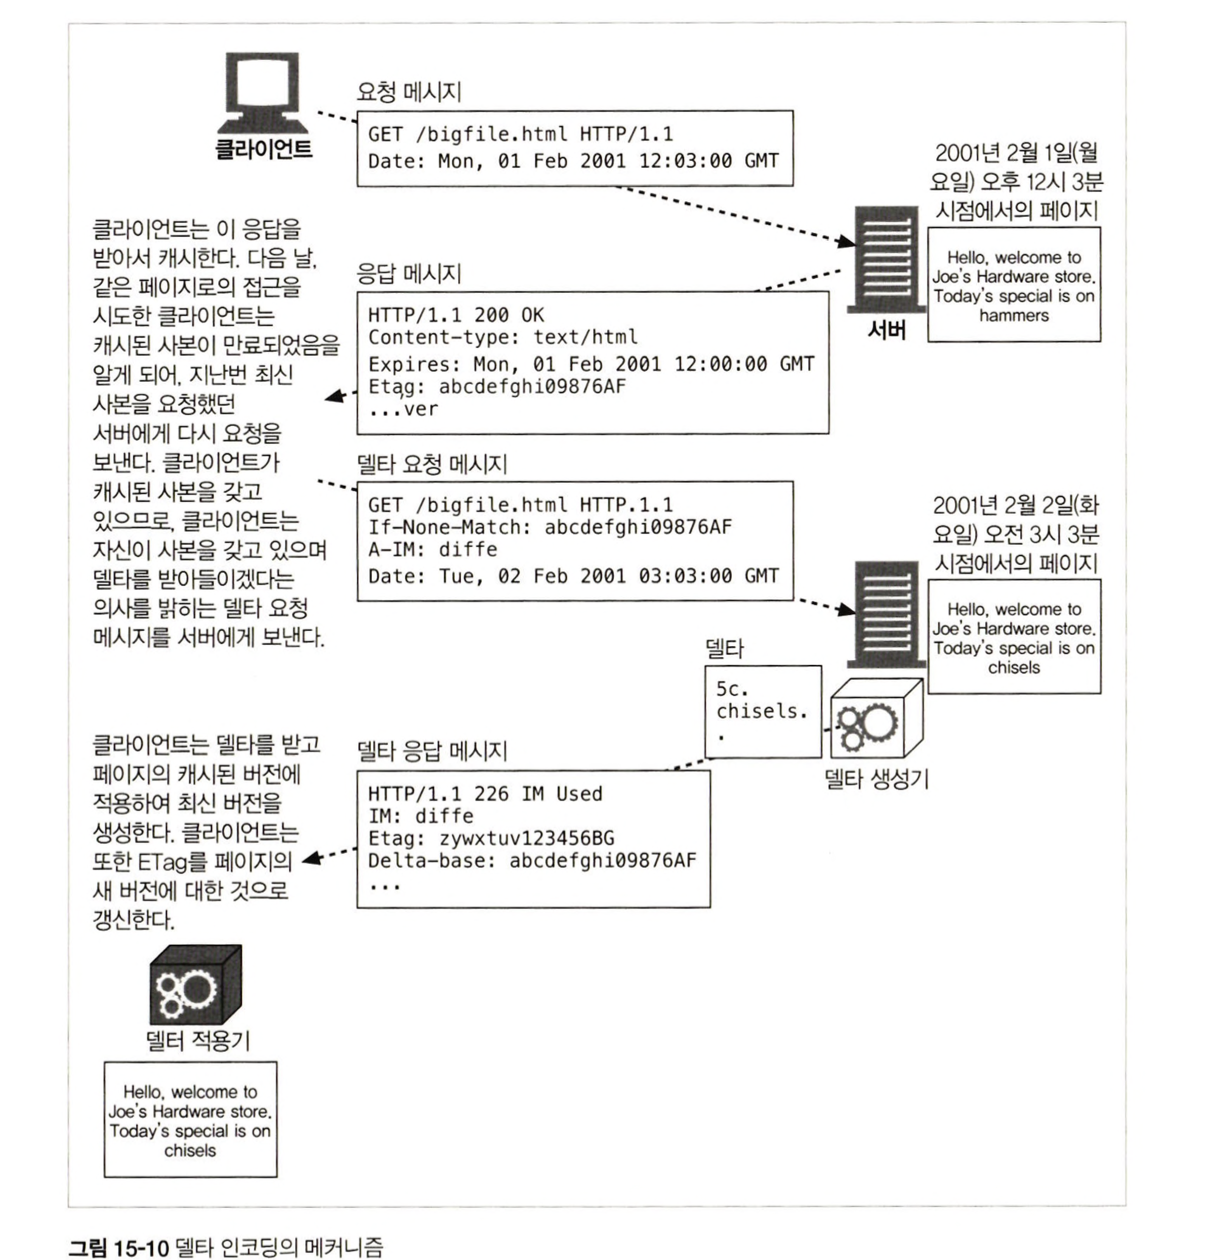 클라이언트
요청 메시지
GET /bigfile.html HTTP/1.1
Date: Mon, 01 Feb 2001 12:03:00 GMT
2001년 2월 1일(월
요일) 오후 12시 3분
시점에서의 페이지
Hello, welcome to
Joe's Hardware store.
Today's special is on
hammers
서버
클라이언트는 이 응답을
받아서 캐시한다. 다음 날,
같은 페이지로의 접근을
시도한 클라이언트는
캐시된 사본이 만료되었음을
알게 되어, 지난번 최신
사본을 요청했던
서버에게 다시 요청을
보낸다. 클라이언트가
캐시된 사본을 갖고
있으므로, 클라이언트는
자신이 사본을 갖고 있으며
델타를 받아들이겠다는
의사를 밝히는 델타 요청
메시지를 서버에게 보낸다.
응답 메시지
HTTP/1.1 200 OK
Content-type: text/html
Expires: Mon, 01 Feb 2001 12:00:00 GMT
Etag: abcdefghi09876AF
...ver
델타 요청 메시지
GET /bigfile.html HTTP.1.1
If-None-Match: abcdefghi09876AF
A-IM: diffe
Date: Tue, 02 Feb 2001 03:03:00 GMT
2001년 2월 2일(화
요일) 오전 3시 3분
시점에서의 페이지
Hello, welcome to
Joe's Hardware store.
Today's special is on
chisels
델타
5c.
chisels.
.
델타 생성기
클라이언트는 델타를 받고
페이지의 캐시된 버전에
적용하여 최신 버전을
생성한다. 클라이언트는
또한 ETag를 페이지의
새 버전에 대한 것으로
갱신한다.
델타 응답 메시지
HTTP/1.1 226 IM Used
IM: diffe
Etag: zywxtuv123456BG
Delta-base: abcdefghi09876AF
...
델터 적용기
Hello, welcome to
Joe's Hardware store.
Today's special is on
chisels
그림 15-10 델타 인코딩의 메커니즘